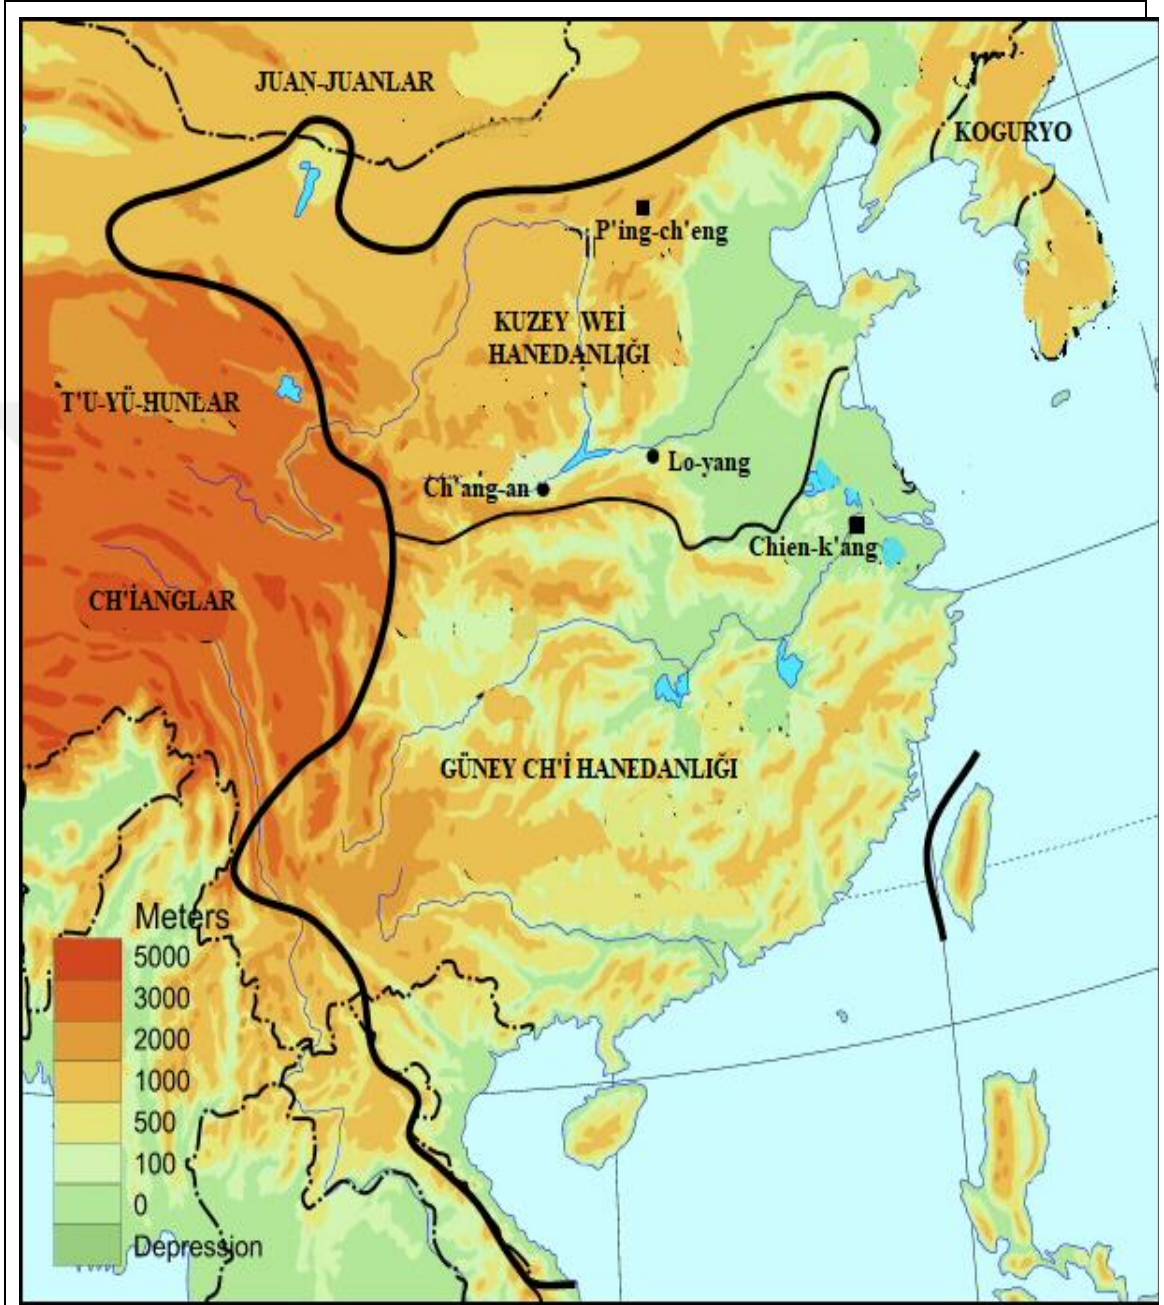 JUAN-JUANLAR
KOGURYO
P'ing-ch'eng
KUZEY WEİ
HANEDANLIĞI
T'U-YÜ-HUNLAR
Lo-yang
Ch'ang-an
Chien-k'ang
CH'İANGLAR
GÜNEY CH'İ HANEDANLIĞI
Meters
5000
3000
2000
1000
500
100
0
Depression